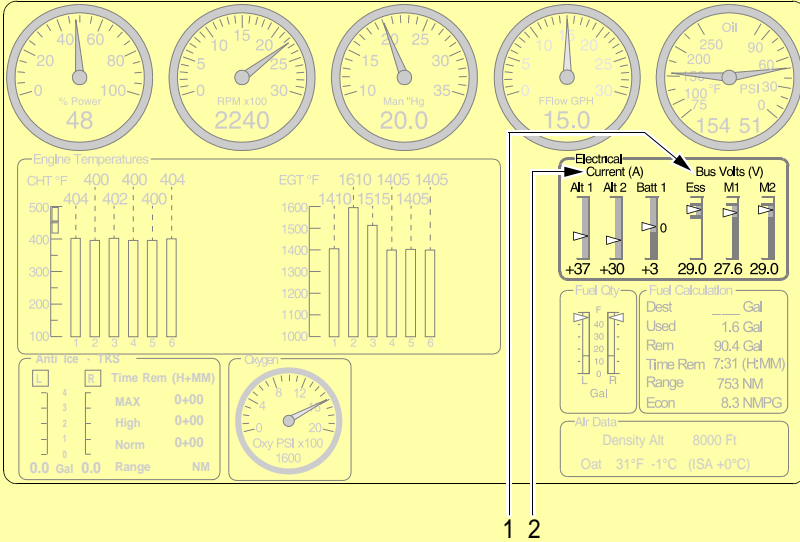 40 60
20 80
0 100
% Power
48
10 15 20
5 25
0 30
RPM x100
2240
20 25
15 30
10 35
Man "Hg
20.0
10 15 20
5 25
0 30
FFlow GPH
15.0
Oil
250 90
200 60
150 °F PSI 30
100
75 0
154 51
Engine Temperatures
CHT °F 400 400 404
404 402 400
500
400
300
200
100
1 2 3 4 5 6
EGT °F 1610 1405 1405
1410 1515 1405
1600
1500
1400
1300
1200
1100
1000
1 2 3 4 5 6
Electrical
Current (A) Bus Volts (V)
Alt 1 Alt 2 Batt 1 Ess M1 M2
0
+37 +30 +3 29.0 27.6 29.0
Fuel Qty
F
40
30
20
10
0
L R
Gal
Fuel Calculation
Dest ___ Gal
Used 1.6 Gal
Rem 90.4 Gal
Time Rem 7:31 (H:MM)
Range 753 NM
Econ 8.3 NMPG
Anti Ice - TKS
L R Time Rem (H+MM)
4
3
2
1
0
MAX 0+00
High 0+00
Norm 0+00
0.0 Gal 0.0 Range NM
Oxygen
8 12
4
0 20
Oxy PSI x100
1600
Air Data
Density Alt 8000 Ft
Oat 31°F -1°C (ISA +0°C)
1 2